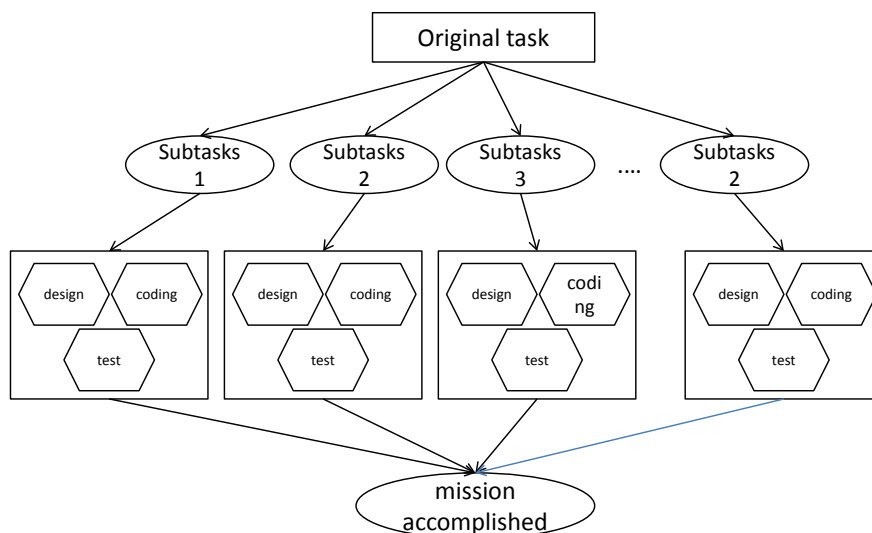 Original task
Subtasks
1
Subtasks
2
Subtasks
3
....
Subtasks
2
design
coding
test
design
coding
test
design
codi
ng
test
design
coding
test
mission
accomplished